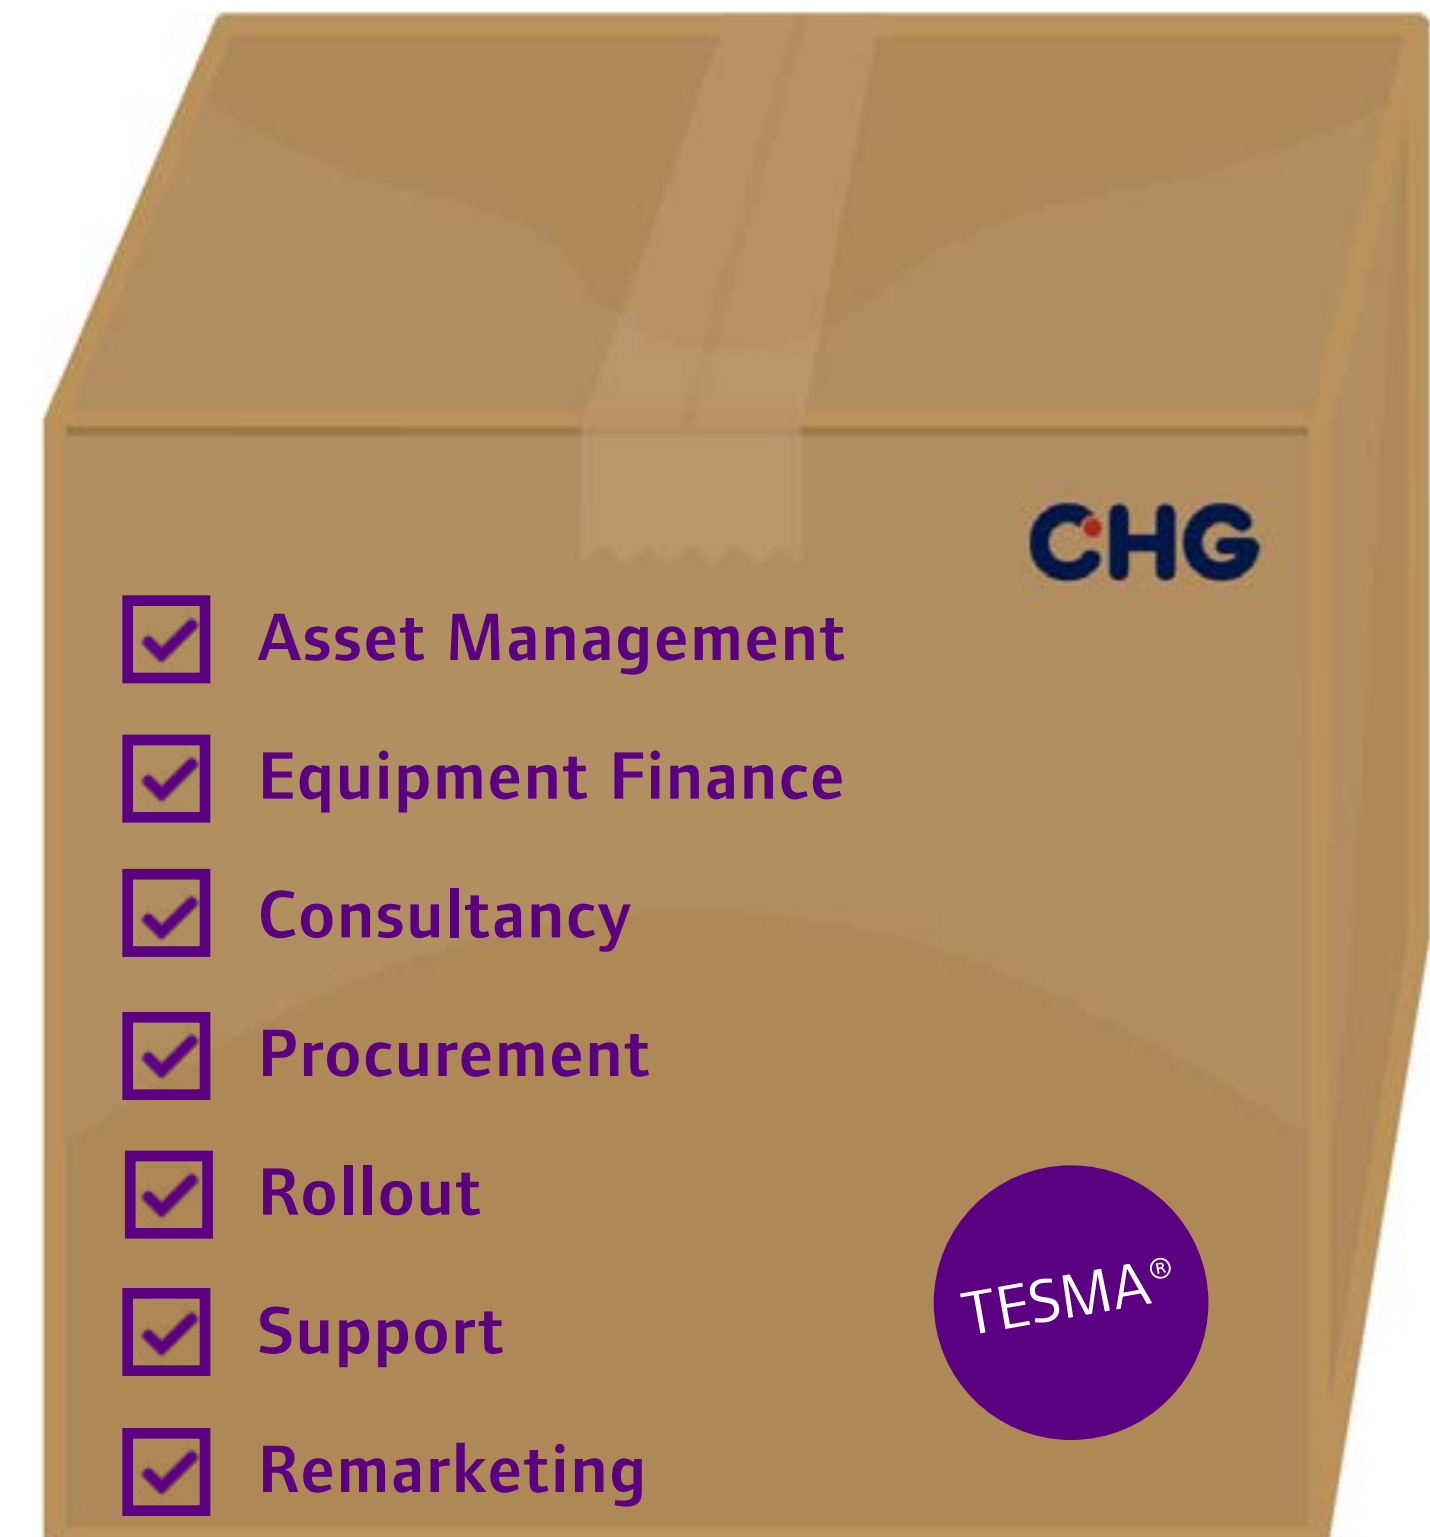 CHG
Asset Management
Equipment Finance
Consultancy
Procurement
Rollout
Support
Remarketing
TESMA®